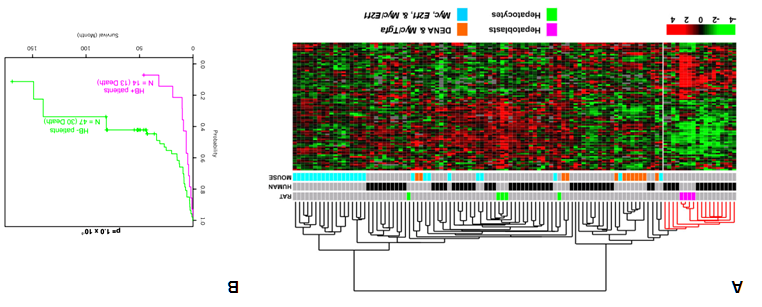 A
RAT
HUMAN
MOUSE
-4 -2 0 2 4
Hepatoblasts
Hepatocytes
DENA & Myc/Tgfa
Myc, E2f1, & Myc/E2f1
B
p= 1.0 x
1.0
0.8
0.6
0.4
0.2
0.0
Probability
HB- patients
N = 47 (30 Death)
HB+ patients
N = 14 (13 Death)
0 50 100 150
Survival (Month)